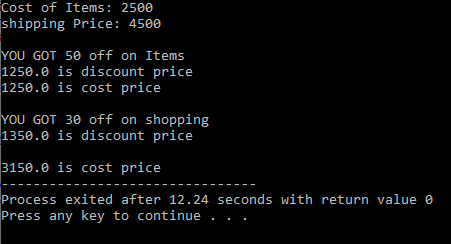 Cost of Items: 2500
shipping Price: 4500
YOU GOT 50 off on Items
1250.0 is discount price
1250.0 is cost price
YOU GOT 30 off on shopping
1350.0 is discount price
3150.0 is cost price
--------------------------------
Process exited after 12.24 seconds with return value 0
Press any key to continue . . .